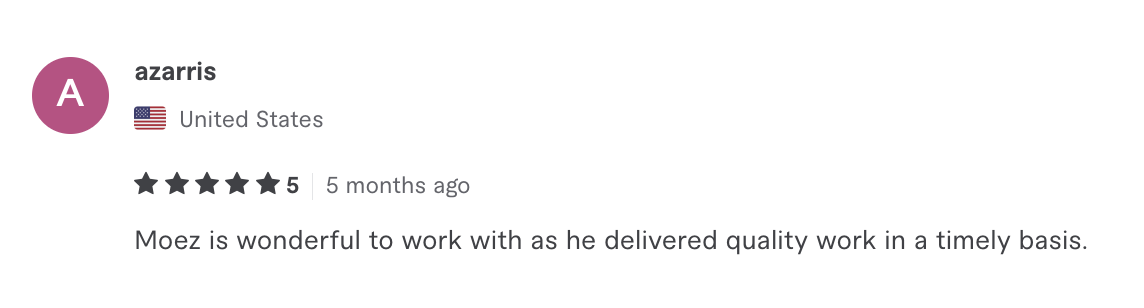 A
azarris
United States
5
5 months ago
Moez is wonderful to work with as he delivered quality work in a timely basis.